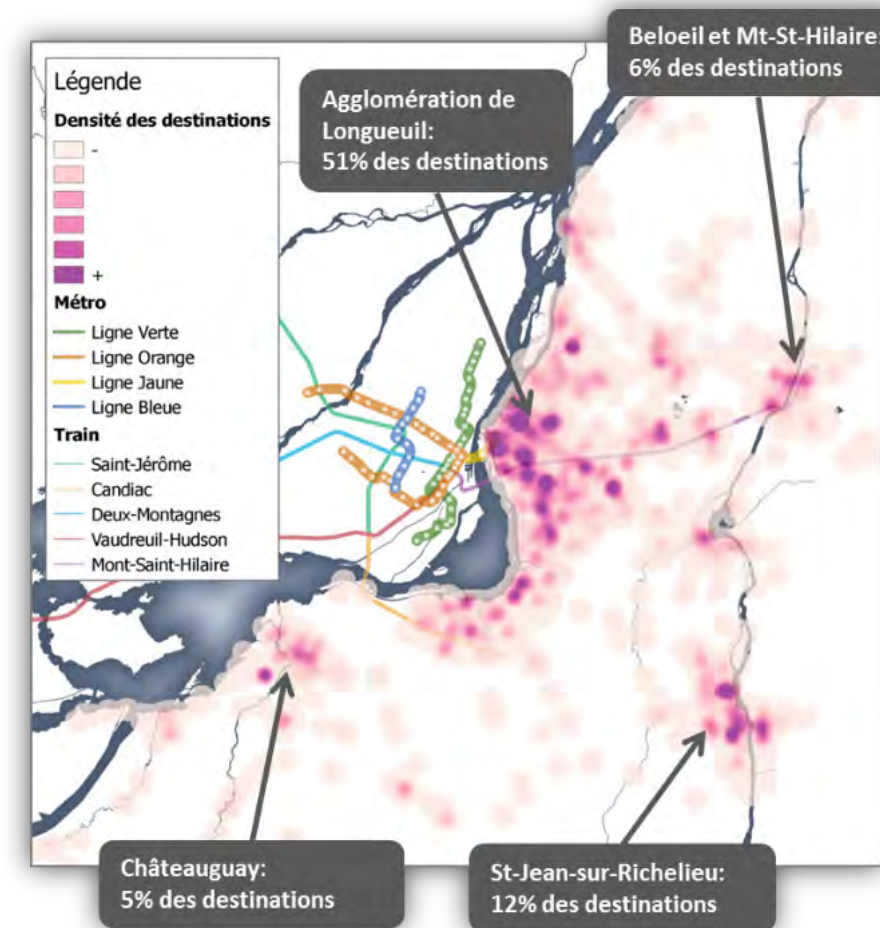 Beloeil et Mt-St-Hilaire:
6% des destinations
Agglomération de
Longueuil:
51% des destinations
Légende
Densité des destinations
-
+
Métro
Ligne Verte
Ligne Orange
Ligne Jaune
Ligne Bleue
Train
Saint-Jérôme
Candiac
Deux-Montagnes
Vaudreuil-Hudson
Mont-Saint-Hilaire
Châteauguay:
5% des destinations
St-Jean-sur-Richelieu:
12% des destinations